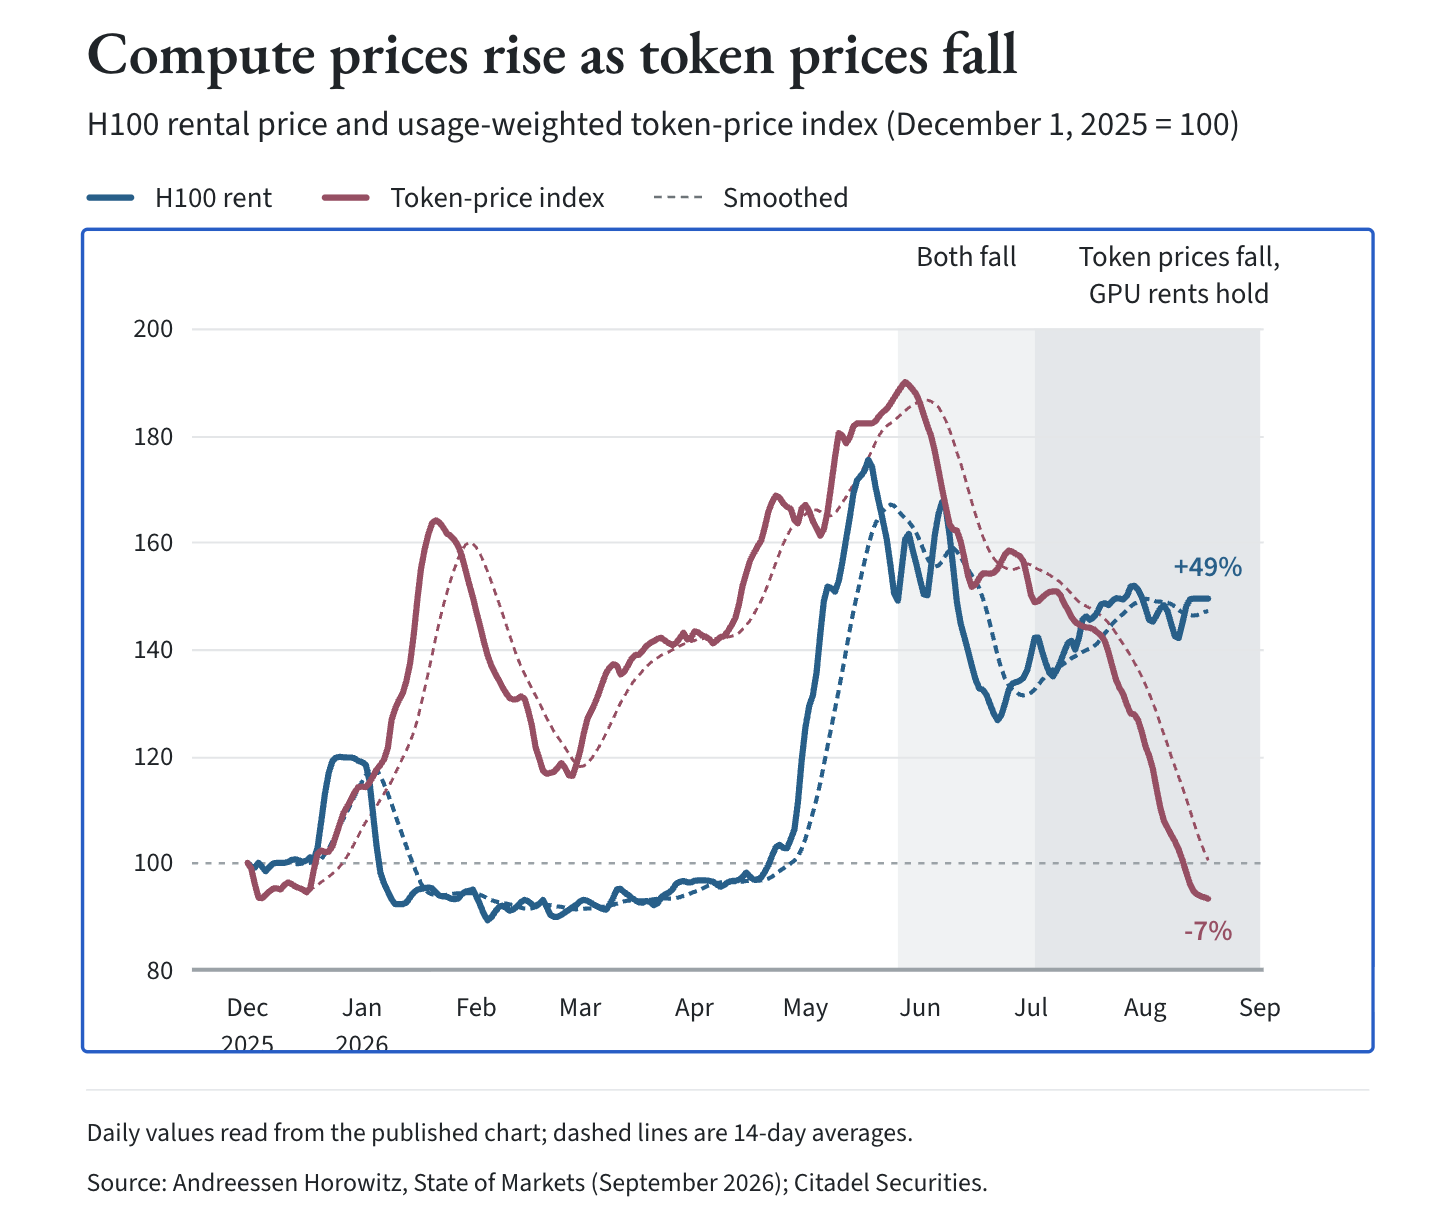 Compute prices rise as token prices fall
H100 rental price and usage-weighted token-price index (December 1, 2025 = 100)
H100 rent
Token-price index
Smoothed
Both fall
Token prices fall,
GPU rents hold
200
180
160
140
120
100
80
+49%
-7%
Dec
2025
Jan
2026
Feb
Mar
Apr
May
Jun
Jul
Aug
Sep
Daily values read from the published chart; dashed lines are 14-day averages.
Source: Andreessen Horowitz, State of Markets (September 2026); Citadel Securities.